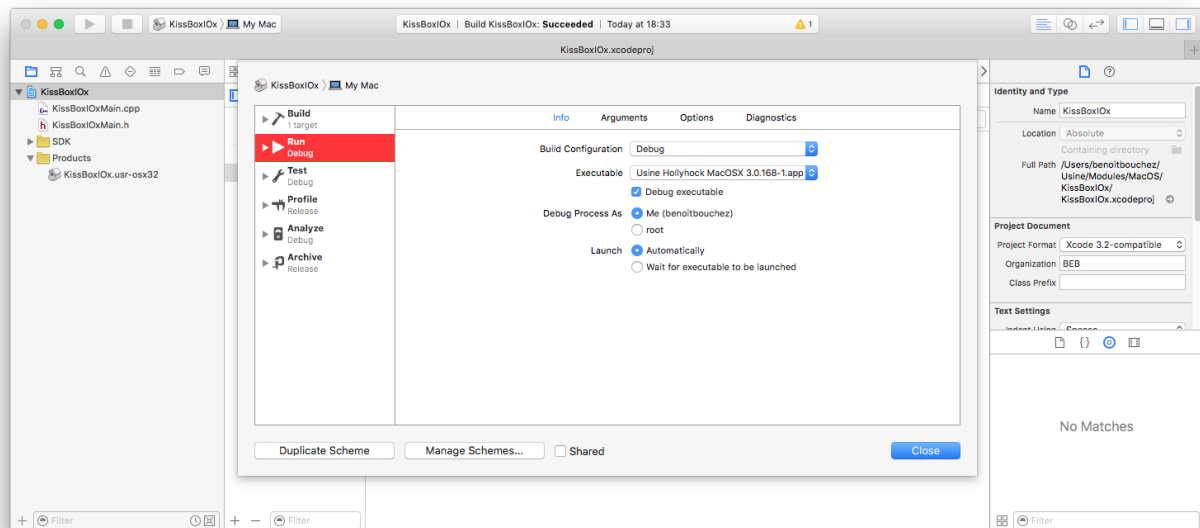 KissBoxIOx My Mac
KissBoxIOx | Build KissBoxIOx: Succeeded | Today at 18:33
1
KissBoxIOx.xcodeproj
KissBoxIOx
KissBoxIOxMain.cpp
KissBoxIOxMain.h
SDK
Products
KissBoxIOx.usr-osx32
Filter
Filter
KissBoxIOx My Mac
Build
1 target
Run
Debug
Test
Debug
Profile
Release
Analyze
Debug
Archive
Release
Info Arguments Options Diagnostics
Build Configuration Debug
Executable Usine Hollyhock MacOSX 3.0.168-1.app
Debug executable
Debug Process As Me (benoitbouchez)
root
Launch Automatically
Wait for executable to be launched
Duplicate Scheme Manage Schemes... Shared Close
Identity and Type
Name KissBoxIOx
Location Absolute
Containing directory
Full Path /Users/benoitbouchez/
Usine/Modules/MacOS/
KissBoxIOx/
KissBoxIOx.xcodeproj
Project Document
Project Format Xcode 3.2-compatible
Organization BEB
Class Prefix
Text Settings
Indent Using Spaces
No Matches
Filter